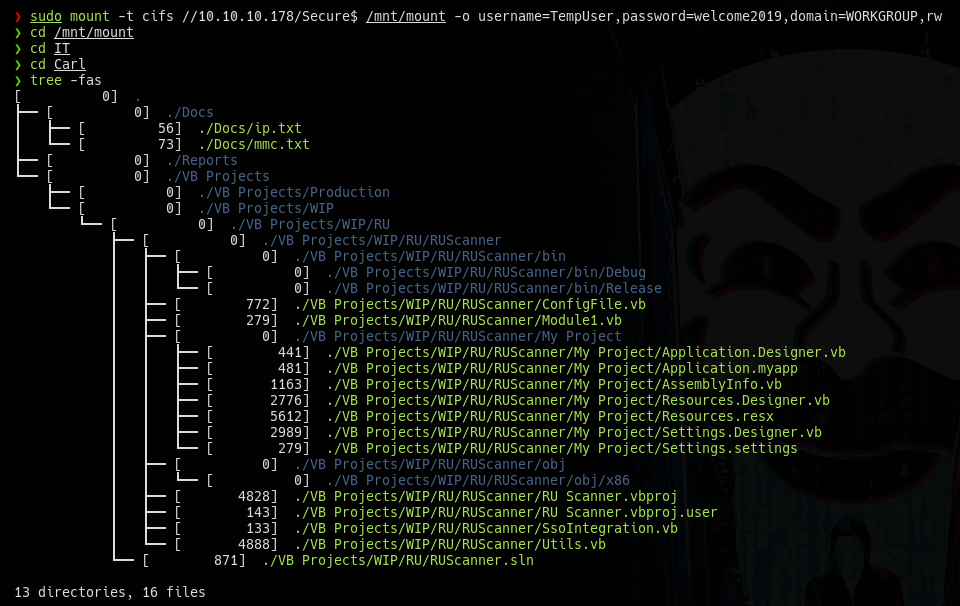 ❯ sudo mount -t cifs //10.10.10.178/Secure$ /mnt/mount -o username=TempUser,password=welcome2019,domain=WORKGROUP,rw
❯ cd /mnt/mount
❯ cd IT
❯ cd Carl
❯ tree -fas
[          0]  .
├── [          0]  ./Docs
│   ├── [         56]  ./Docs/ip.txt
│   └── [         73]  ./Docs/mmc.txt
├── [          0]  ./Reports
└── [          0]  ./VB Projects
    ├── [          0]  ./VB Projects/Production
    └── [          0]  ./VB Projects/WIP
        └── [          0]  ./VB Projects/WIP/RU
            ├── [          0]  ./VB Projects/WIP/RU/RUScanner
            │   ├── [          0]  ./VB Projects/WIP/RU/RUScanner/bin
            │   │   ├── [          0]  ./VB Projects/WIP/RU/RUScanner/bin/Debug
            │   │   └── [          0]  ./VB Projects/WIP/RU/RUScanner/bin/Release
            │   ├── [        772]  ./VB Projects/WIP/RU/RUScanner/ConfigFile.vb
            │   ├── [        279]  ./VB Projects/WIP/RU/RUScanner/Module1.vb
            │   ├── [          0]  ./VB Projects/WIP/RU/RUScanner/My Project
            │   │   ├── [        441]  ./VB Projects/WIP/RU/RUScanner/My Project/Application.Designer.vb
            │   │   ├── [        481]  ./VB Projects/WIP/RU/RUScanner/My Project/Application.myapp
            │   │   ├── [       1163]  ./VB Projects/WIP/RU/RUScanner/My Project/AssemblyInfo.vb
            │   │   ├── [       2776]  ./VB Projects/WIP/RU/RUScanner/My Project/Resources.Designer.vb
            │   │   ├── [       5612]  ./VB Projects/WIP/RU/RUScanner/My Project/Resources.resx
            │   │   ├── [       2989]  ./VB Projects/WIP/RU/RUScanner/My Project/Settings.Designer.vb
            │   │   └── [        279]  ./VB Projects/WIP/RU/RUScanner/My Project/Settings.settings
            │   ├── [          0]  ./VB Projects/WIP/RU/RUScanner/obj
            │   │   └── [          0]  ./VB Projects/WIP/RU/RUScanner/obj/x86
            │   ├── [       4828]  ./VB Projects/WIP/RU/RUScanner/RU Scanner.vbproj
            │   ├── [        143]  ./VB Projects/WIP/RU/RUScanner/RU Scanner.vbproj.user
            │   ├── [        133]  ./VB Projects/WIP/RU/RUScanner/SsoIntegration.vb
            │   └── [       4888]  ./VB Projects/WIP/RU/RUScanner/Utils.vb
            └── [        871]  ./VB Projects/WIP/RU/RUScanner.sln
13 directories, 16 files